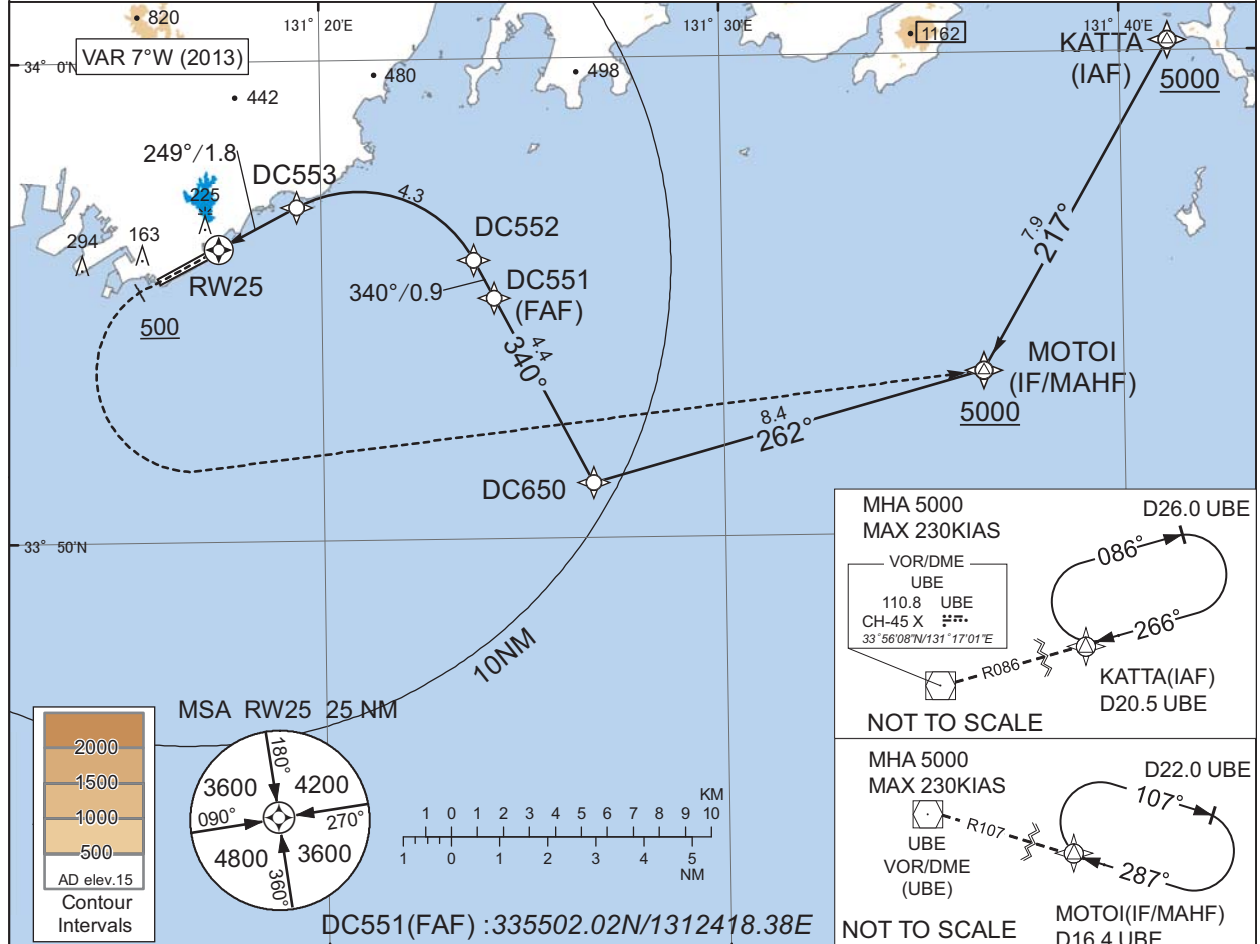 820
131° 20'E
131° 30'E
131° 40'E
1162
KATTA
(IAF)
5000
VAR 7°W (2013)
34° 0'N
480
498
442
249°/1.8
DC553
225
4.3
294
163
DC552
7.9
217°
RW25
340°/0.9
DC551
(FAF)
500
4.4
340°
MOTOI
(IF/MAHF)
5000
8.4
262°
DC650
33° 50'N
10NM
MHA 5000
MAX 230KIAS
D26.0 UBE
VOR/DME
UBE
110.8 UBE
CH-45 X
33°56'08"N/131°17'01"E
086°
266°
R086
KATTA(IAF)
D20.5 UBE
NOT TO SCALE
MSA RW25 25 NM
180°
3600
4200
090°
270°
4800
3600
360°
2000
1500
1000
500
AD elev.15
Contour
Intervals
KM
1 0 1 2 3 4 5 6 7 8 9 10
1 0 1 2 3 4 5
NM
DC551(FAF) :335502.02N/1312418.38E
MHA 5000
MAX 230KIAS
D22.0 UBE
107°
R107
287°
UBE
VOR/DME
(UBE)
NOT TO SCALE
MOTOI(IF/MAHF)
D16.4 UBE